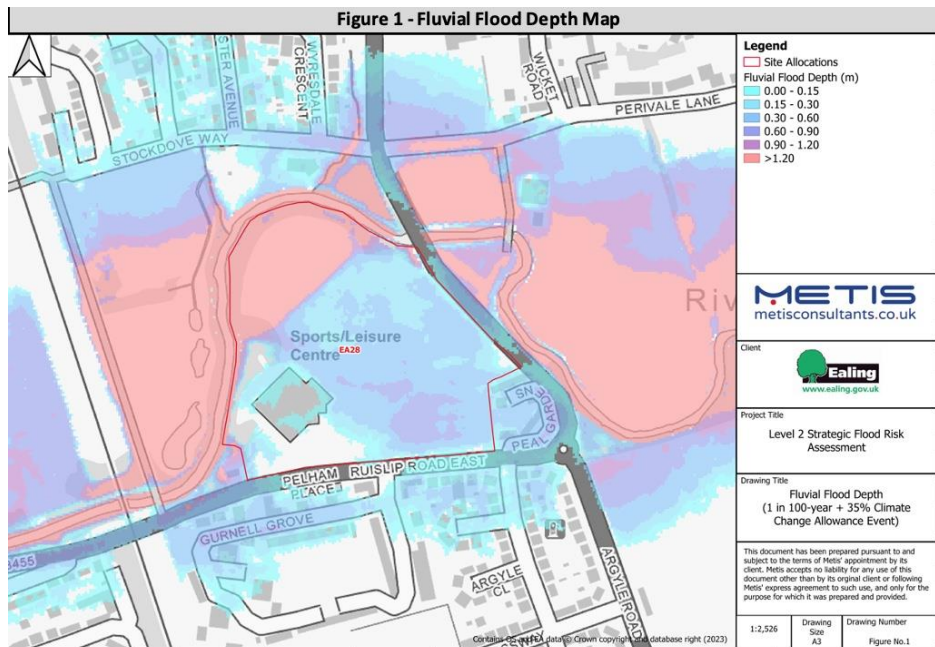 Figure 1 - Fluvial Flood Depth Map
STER AVENUE
WYRESDALE
CRESCENT
WICKET
ROAD
PERIVALE LANE
STOCKDOVE WAY
Riv
Sports/Leisure
Centre
EA28
NS
GARDE
PEAL
PELHAM
PLACE
RUISLIP ROAD EAST
GURNELL GROVE
3455
ARGYLE
CL
ARGYLE ROAD
Contains OS and EA data © Crown copyright and database right (2023)
Legend
Site Allocations
Fluvial Flood Depth (m)
0.00 - 0.15
0.15 - 0.30
0.30 - 0.60
0.60 - 0.90
0.90 - 1.20
>1.20
METIS
metisconsultants.co.uk
Client
Ealing
www.ealing.gov.uk
Project Title
Level 2 Strategic Flood Risk
Assessment
Drawing Title
Fluvial Flood Depth
(1 in 100-year + 35% Climate
Change Allowance Event)
This document has been prepared pursuant to and
subject to the terms of Metis' appointment by its
client. Metis accepts no liability for any use of this
document other than by its orginal client or following
Metis' express agreement to such use, and only for the
purpose for which it was prepared and provided.
1:2,526
Drawing
Size
A3
Drawing Number
Figure No.1